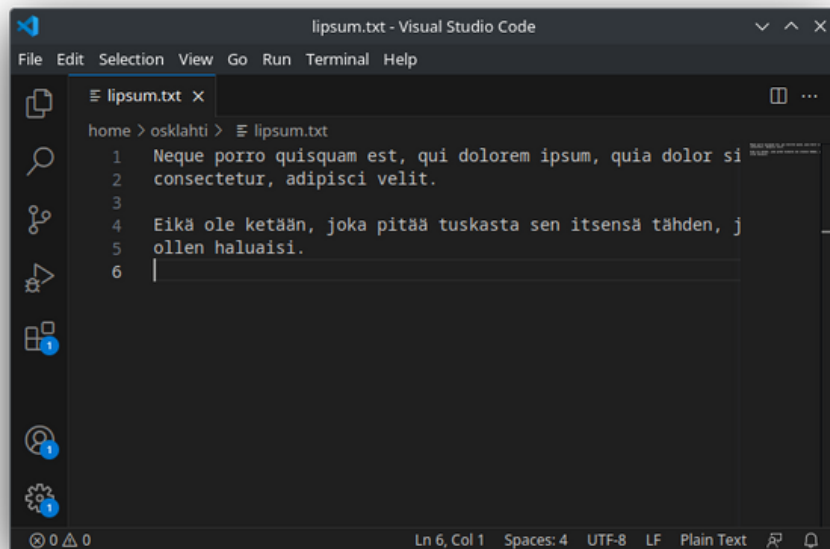 lipsum.txt - Visual Studio Code
File Edit Selection View Go Run Terminal Help
lipsum.txt
home > osklahti > lipsum.txt
1 Neque porro quisquam est, qui dolorem ipsum, quia dolor si
2 consectetur, adipisci velit.
3
4 Eikä ole ketään, joka pitää tuskasta sen itsensä tähden, j
5 ollen haluaisi.
6
1
1
1
0 0 Ln 6, Col 1 Spaces: 4 UTF-8 LF Plain Text